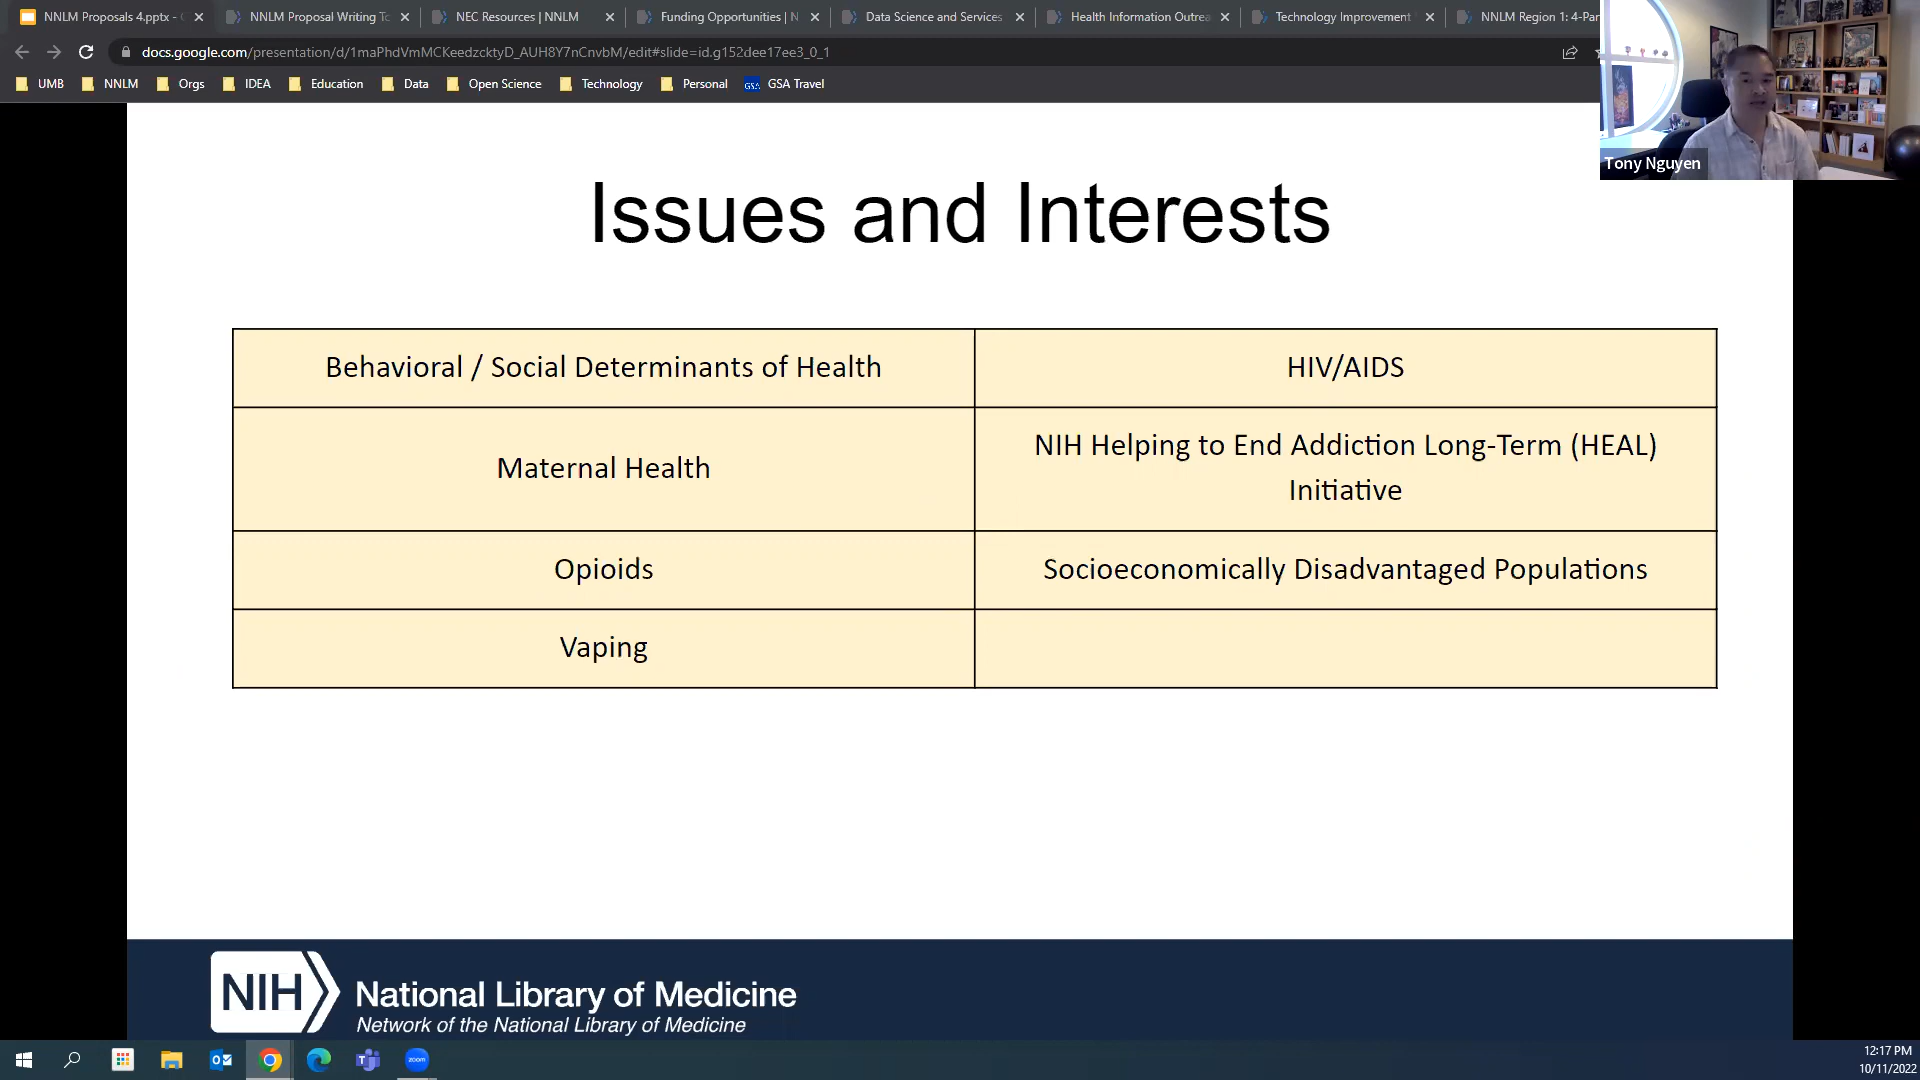 NNLM Proposals 4.pptx -
NNLM Proposal Writing To
NEC Resources | NNLM
Funding Opportunities | N
Data Science and Services
Health Information Outrea
Technology Improvement
NNLM Region 1: 4-Par
docs.google.com/presentation/d/1maPhdVmMCKeedzcktyD_AUH8Y7nCnvbM/edit#slide=id.g152dee17ee3_0_1
UMB NNLM Orgs IDEA Education Data Open Science Technology Personal GSA GSA Travel
Tony Nguyen
Issues and Interests
Behavioral / Social Determinants of Health
HIV/AIDS
Maternal Health
NIH Helping to End Addiction Long-Term (HEAL)
Initiative
Opioids
Socioeconomically Disadvantaged Populations
Vaping
NIH
National Library of Medicine
Network of the National Library of Medicine
zoom
12:17 PM
10/11/2022